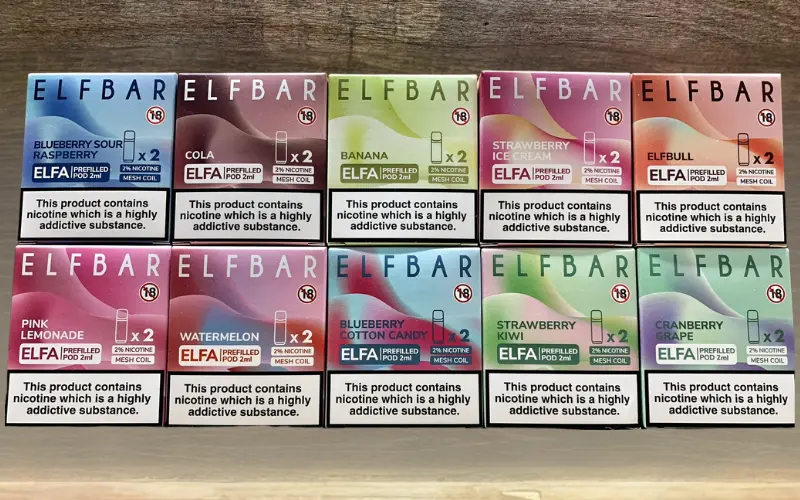 ELFBAR
18
BLUEBERRY SOUR
RASPBERRY
x 2
ELFA PREFILLED
POD 2ml
2% NICOTINE
MESH COIL
This product contains
nicotine which is a highly
addictive substance.
ELFBAR
18
COLA
x 2
ELFA PREFILLED
POD 2ml
2% NICOTINE
MESH COIL
This product contains
nicotine which is a highly
addictive substance.
ELFBAR
18
BANANA
x 2
ELFA PREFILLED
POD 2ml
2% NICOTINE
MESH COIL
This product contains
nicotine which is a highly
addictive substance.
ELFBAR
18
STRAWBERRY
ICE CREAM
x 2
ELFA PREFILLED
POD 2ml
2% NICOTINE
MESH COIL
This product contains
nicotine which is a highly
addictive substance.
ELFBAR
18
ELFBULL
x 2
ELFA PREFILLED
POD 2ml
2% NICOTINE
MESH COIL
This product contains
nicotine which is a highly
addictive substance.
ELFBAR
18
PINK
LEMONADE
x 2
ELFA PREFILLED
POD 2ml
2% NICOTINE
MESH COIL
This product contains
nicotine which is a highly
addictive substance.
ELFBAR
18
WATERMELON
x 2
ELFA PREFILLED
POD 2ml
2% NICOTINE
MESH COIL
This product contains
nicotine which is a highly
addictive substance.
ELFBAR
18
BLUEBERRY
COTTON CANDY
x 2
ELFA PREFILLED
POD 2ml
2% NICOTINE
MESH COIL
This product contains
nicotine which is a highly
addictive substance.
ELFBAR
18
STRAWBERRY
KIWI
x 2
ELFA PREFILLED
POD 2ml
2% NICOTINE
MESH COIL
This product contains
nicotine which is a highly
addictive substance.
ELFBAR
18
CRANBERRY
GRAPE
x 2
ELFA PREFILLED
POD 2ml
2% NICOTINE
MESH COIL
This product contains
nicotine which is a highly
addictive substance.